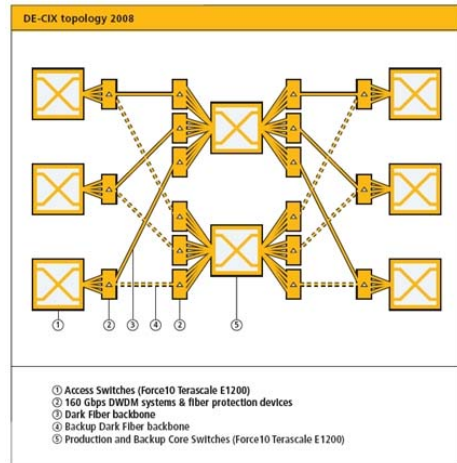 DE-CIX topology 2008
① ② ③ ④ ② ⑤
① Access Switches (Force10 Terascale E1200)
② 160 Gbps DWDM systems & fiber protection devices
③ Dark Fiber backbone
④ Backup Dark Fiber backbone
⑤ Production and Backup Core Switches (Force10 Terascale E1200)